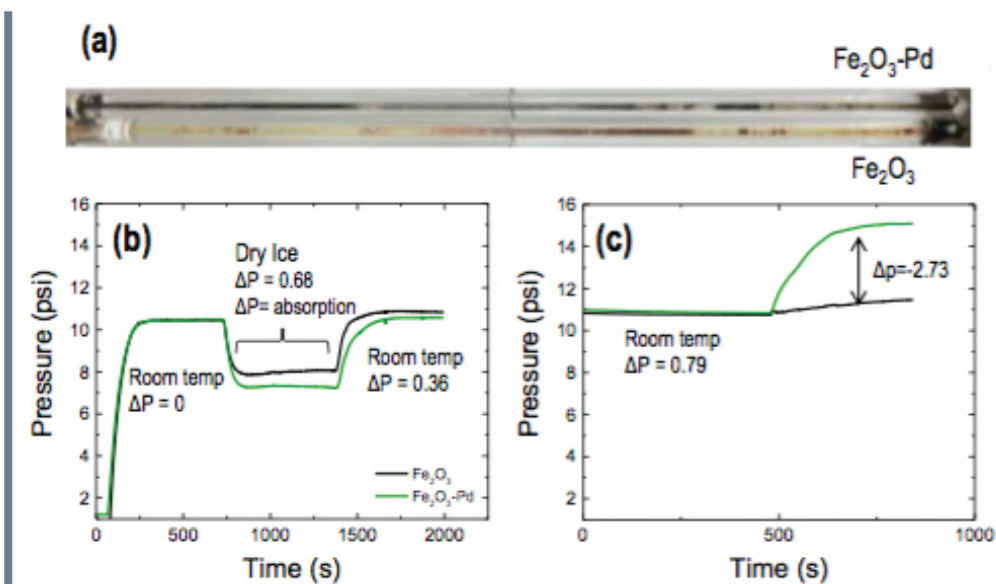 (a)
Fe₂O₃-Pd
Fe₂O₃
(b)
Pressure (psi)
16
14
12
10
8
6
4
2
Dry Ice
ΔP = 0.68
ΔP= absorption
Room temp
ΔP = 0
Room temp
ΔP = 0.36
Fe₂O₃
Fe₂O₃-Pd
0
500
1000
1500
2000
Time (s)
(c)
Pressure (psi)
16
14
12
10
8
6
4
2
Δp=-2.73
Room temp
ΔP = 0.79
0
500
1000
Time (s)